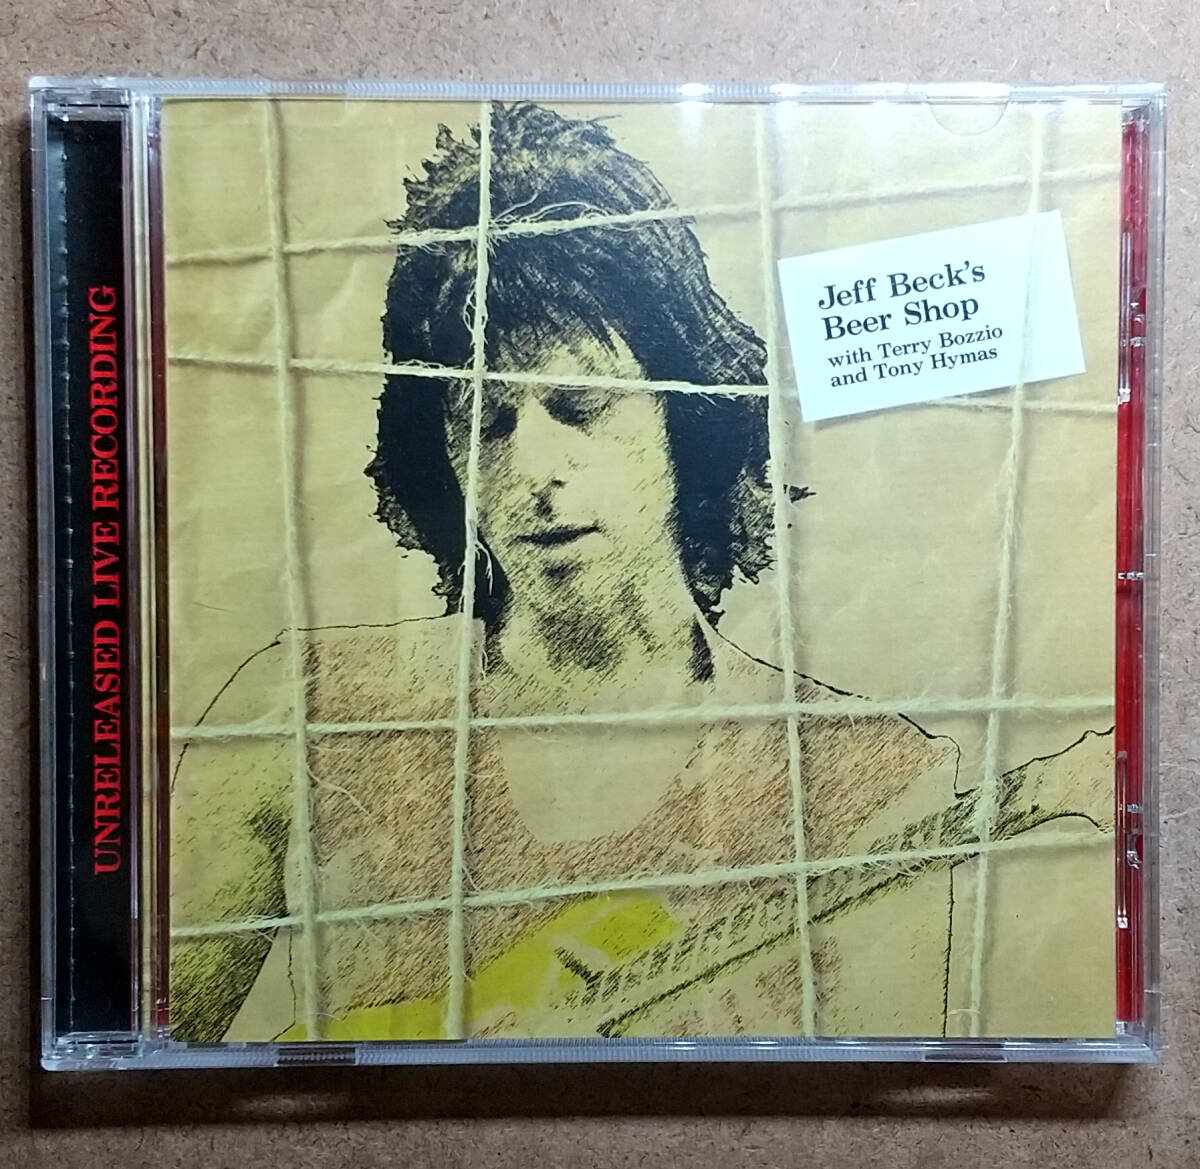 UNRELEASED LIVE RECORDING
Jeff Beck's
Beer Shop
with Terry Bozzio
and Tony Hymas